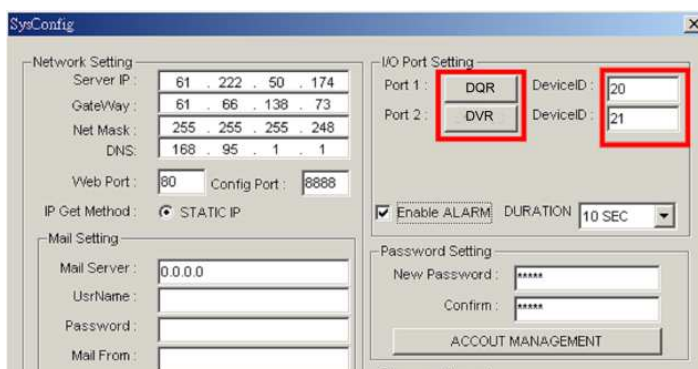 SysConfig
Network Setting
Server IP : 61 . 222 . 50 . 174
GateWay : 61 . 66 . 138 . 73
Net Mask : 255 . 255 . 255 . 248
DNS: 168 . 95 . 1 . 1
Web Port : 80 Config Port : 8888
IP Get Method : STATIC IP
Mail Setting
Mail Server : 0.0.0.0
UsrName :
Password :
Mail From :
I/O Port Setting
Port 1 : DQR DeviceID : 20
Port 2 : DVR DeviceID : 21
Enable ALARM DURATION 10 SEC
Password Setting
New Password : *****
Confirm : *****
ACCOUT MANAGEMENT